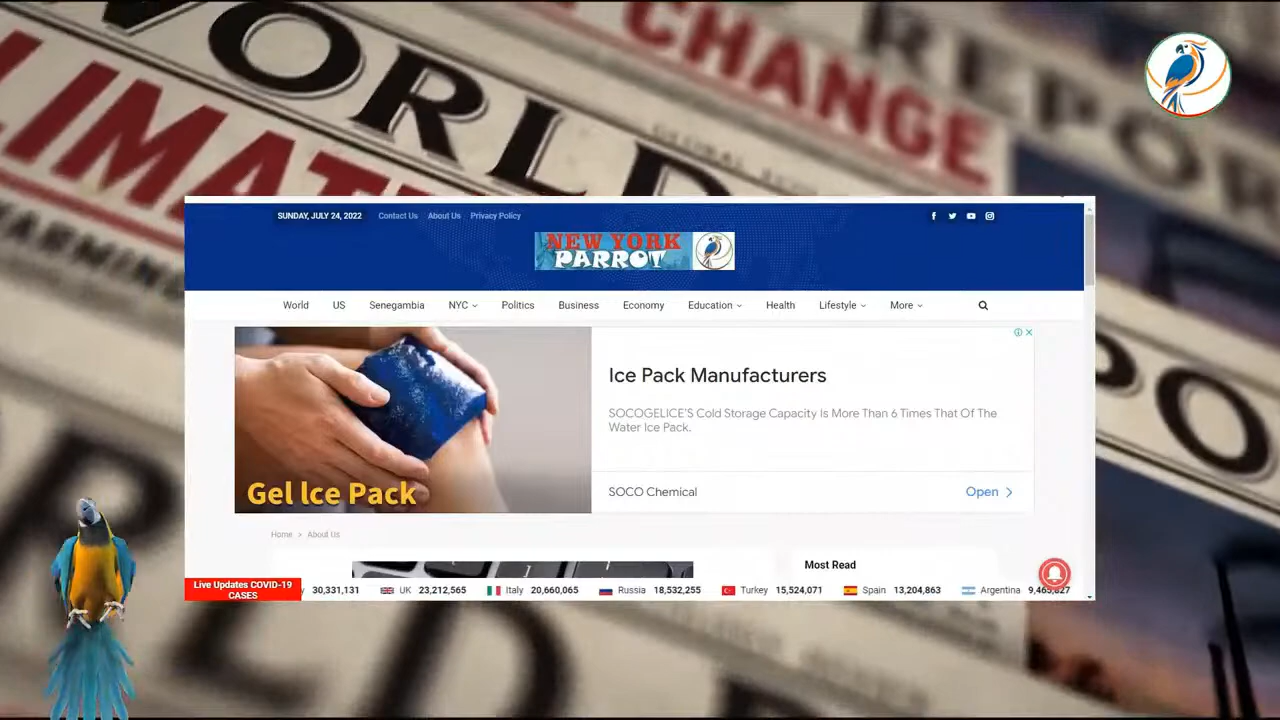 WORLD
CHANGE
REPOR
LIMAT
WARMING
SUNDAY, JULY 24, 2022 Contact Us About Us Privacy Policy
NEW YORK
PARROT
World US Senegambia NYC Politics Business Economy Education Health Lifestyle More
Ice Pack Manufacturers
SOCOGELICE'S Cold Storage Capacity Is More Than 6 Times That Of The
Water Ice Pack.
Gel Ice Pack
SOCO Chemical Open
Home > About Us
Most Read
Live Updates COVID-19
CASES
30,331,131 UK 23,212,565 Italy 20,660,065 Russia 18,532,255 Turkey 15,524,071 Spain 13,204,863 Argentina